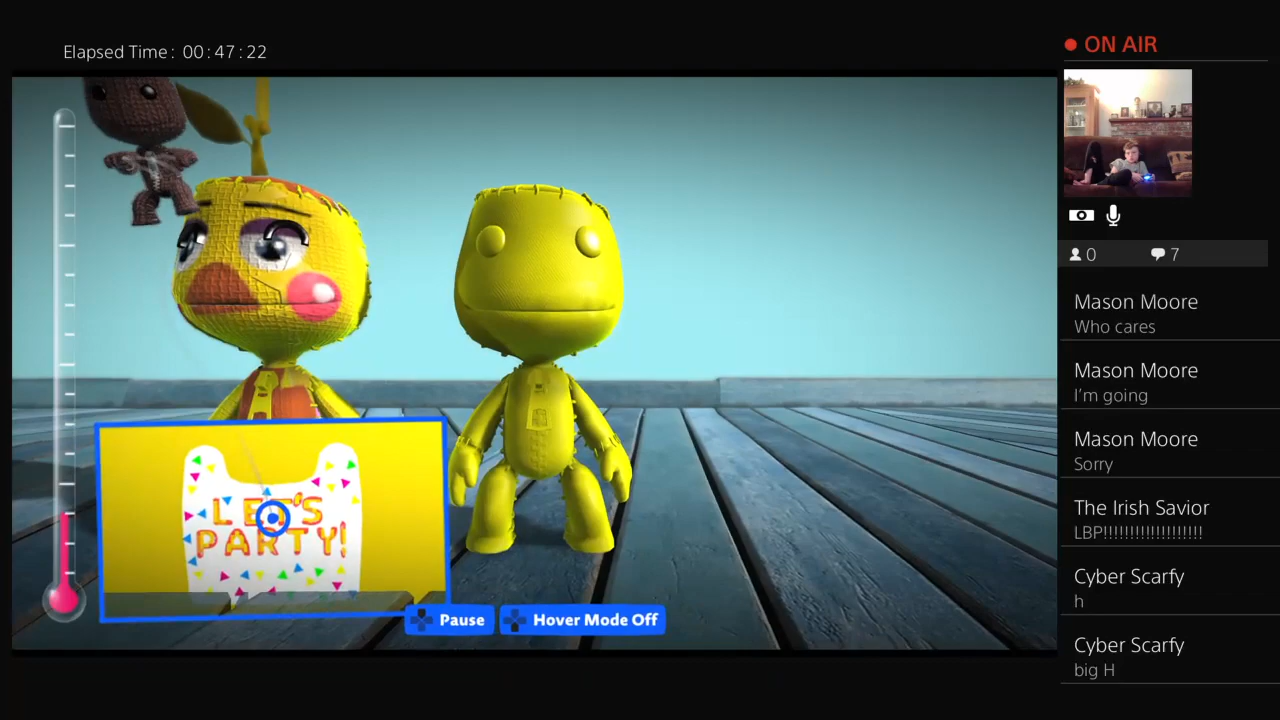 Elapsed Time: 00:47:22
ON AIR
0
7
Mason Moore
Who cares
Mason Moore
I'm going
Mason Moore
Sorry
The Irish Savior
LBP!!!!!!!!!!!!!!!!!!!
Cyber Scarfy
h
Cyber Scarfy
big H
LET'S
PARTY!
Pause
Hover Mode Off